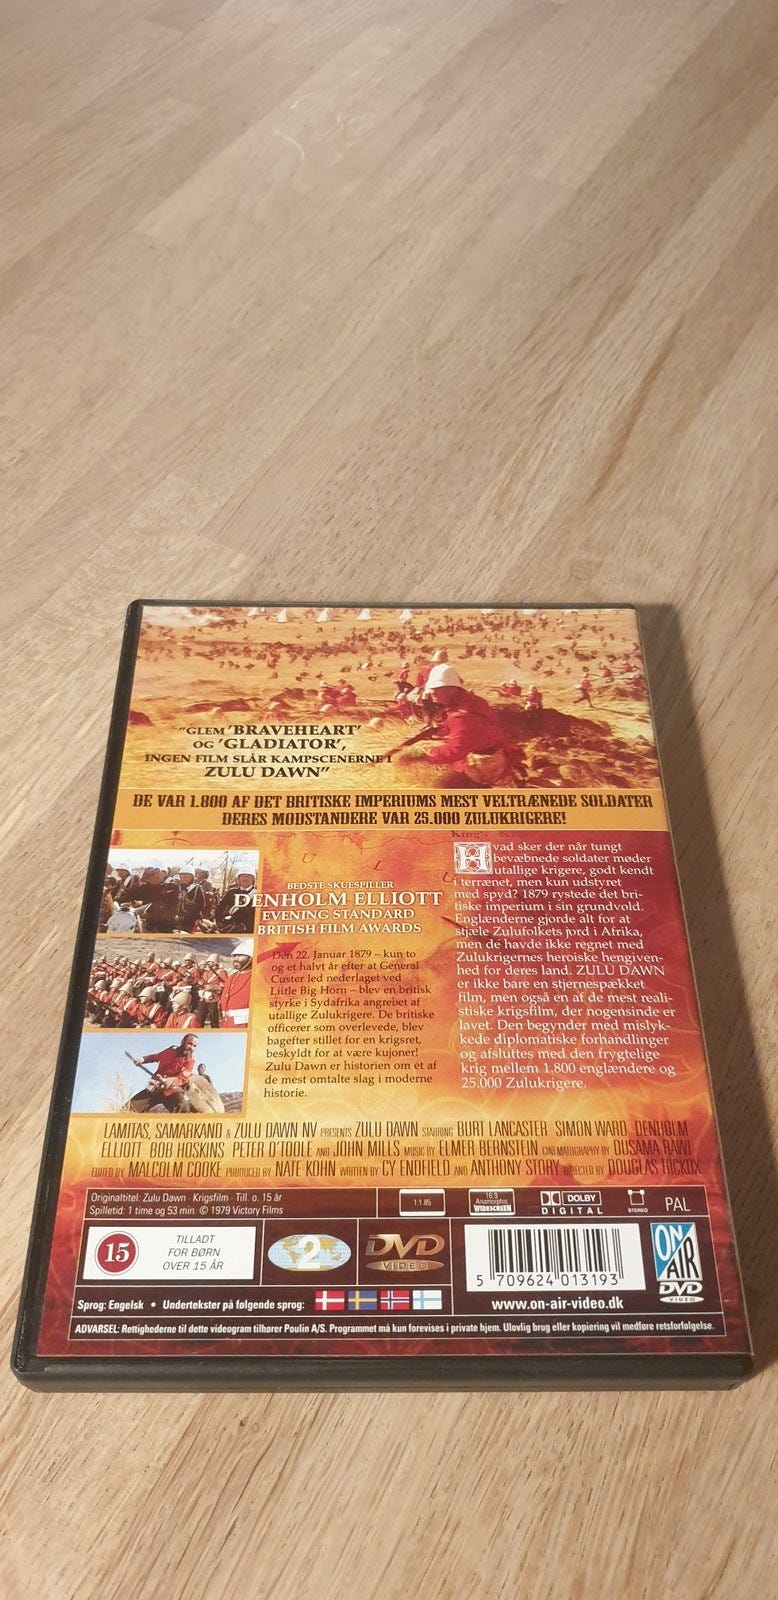 "GLEM 'BRAVEHEART'
OG 'GLADIATOR',
INGEN FILM SLÅR KAMPSCENERNE I
ZULU DAWN"
DE VAR 1.800 AF DET BRITISKE IMPERIUMS MEST VELTRÆNEDE SOLDATER
DERES MODSTANDERE VAR 25.000 ZULUKRIGERE!
BEDSTE SKUESPILLER
DENHOLM ELLIOTT
EVENING STANDARD
BRITISH FILM AWARDS
Den 22. Januar 1879 – kun to
og et halvt år efter at General
Custer led nederlaget ved
Little Big Horn – blev en britisk
styrke i Sydafrika angrebet af
utallige Zulukrigere. De britiske
officerer som overlevede, blev
bagefter stillet for en krigsret,
beskyldt for at være kujoner!
Zulu Dawn er historien om et af
de mest omtalte slag i moderne
historie.
Hvad sker der når tungt
bevæbnede soldater møder
utallige krigere, godt kendt
i terrænet, men kun udstyret
med spyd? 1879 rystede det bri-
tiske imperium i sin grundvold.
Englænderne gjorde alt for at
stjæle Zulufolkets jord i Afrika,
men de havde ikke regnet med
Zulukrigernes heroiske hengiven-
hed for deres land. ZULU DAWN
er ikke bare en stjernespækket
film, men også en af de mest reali-
stiske krigsfilm, der nogensinde er
lavet. Den begynder med mislyk-
kede diplomatiske forhandlinger
og afsluttes med den frygtelige
krig mellem 1.800 englændere og
25.000 Zulukrigere.
LAMITAS, SAMARKAND & ZULU DAWN NV PRESENTS ZULU DAWN STARRING BURT LANCASTER SIMON WARD DENHOLM
ELLIOTT BOB HOSKINS PETER O'TOOLE AND JOHN MILLS MUSIC BY ELMER BERNSTEIN CINEMATOGRAPHY BY OUSAMA RAWI
EDITED BY MALCOLM COOKE PRODUCED BY NATE KOHN WRITTEN BY CY ENDFIELD AND ANTHONY STORY DIRECTED BY DOUGLAS HICKOX
Originaltitel: Zulu Dawn · Krigsfilm · Till. o. 15 år
Spilletid: 1 time og 53 min. © 1979 Victory Films
1:1.85
16:9
Anamorphic
WIDESCREEN
DOLBY
DIGITAL
STEREO
PAL
15
TILLADT
FOR BØRN
OVER 15 ÅR
2
DVD
VIDEO
5 709624 013193
www.on-air-video.dk
ON
AIR
DVD
VIDEO
Sprog: Engelsk • Undertekster på følgende sprog:
ADVARSEL: Rettighederne til dette videogram tilhører Poulin A/S. Programmet må kun forevises i private hjem. Ulovlig brug eller kopiering vil medføre retsforfølgelse.